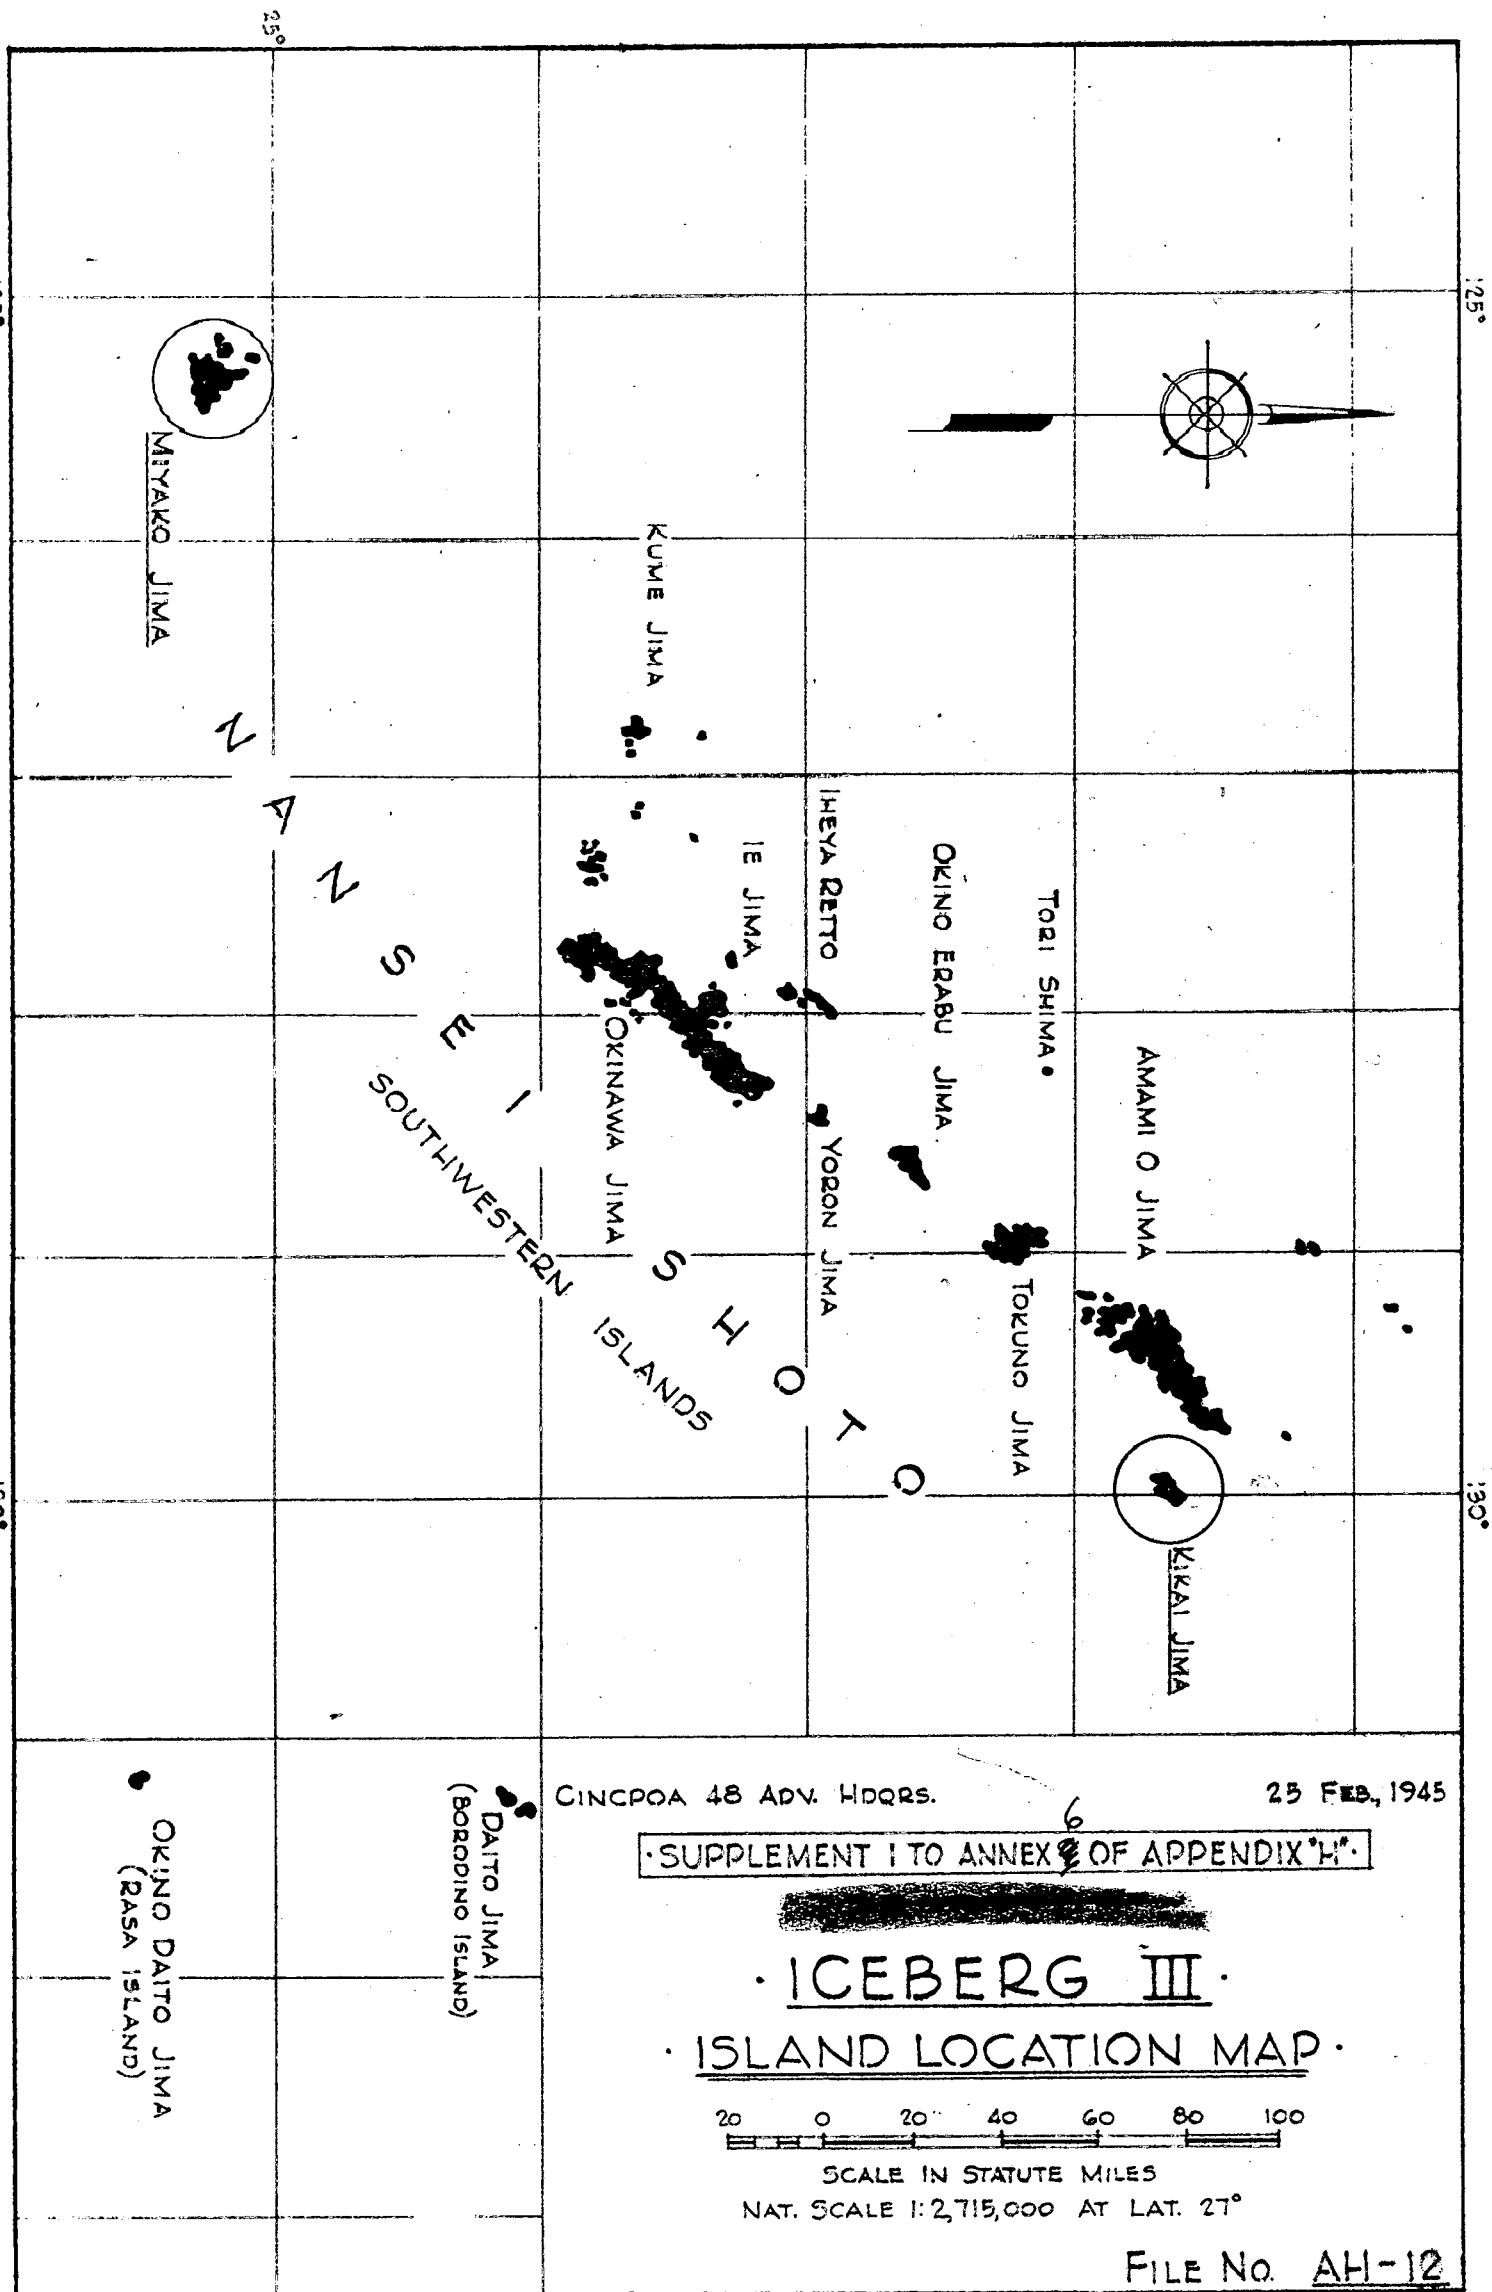 25°
125°
130°
MIYAKO JIMA
KUME JIMA
IE JIMA
IHEYA RETTO
OKINO ERABU JIMA
TORI SHIMA
AMAMI O JIMA
OKINAWA JIMA
YORON JIMA
TOKUNO JIMA
KIKAI JIMA
NANSEI SHOTO
SOUTHWESTERN ISLANDS
DAITO JIMA
(BORODINO ISLAND)
OKINO DAITO JIMA
(RASA ISLAND)
CINCPOA 48 ADV. HDQRS.
25 FEB., 1945
6
·SUPPLEMENT 1 TO ANNEX OF APPENDIX "H"·
· ICEBERG III ·
· ISLAND LOCATION MAP ·
20 0 20 40 60 80 100
SCALE IN STATUTE MILES
NAT. SCALE 1:2,715,000 AT LAT. 27°
FILE NO. AH-12